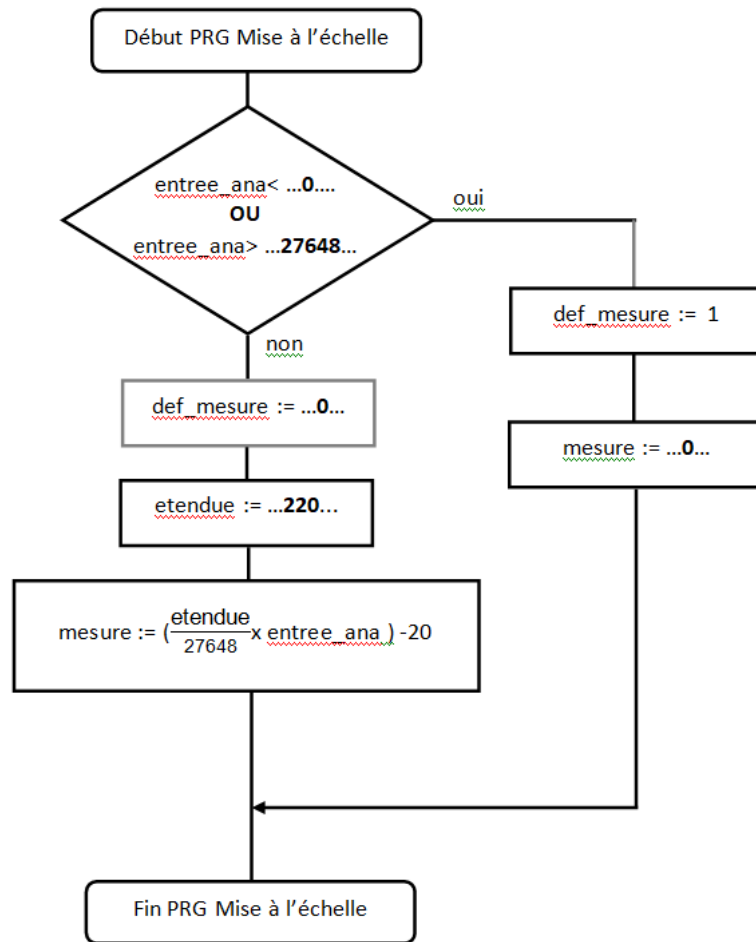 Début PRG Mise à l'échelle
entree_ana< ...0....
OU
entree_ana> ...27648...
oui
non
def_mesure := 1
def_mesure := ...0...
mesure := ...0...
etendue := ...220...
mesure := (etendue/27648 x entree_ana ) -20
Fin PRG Mise à l'échelle